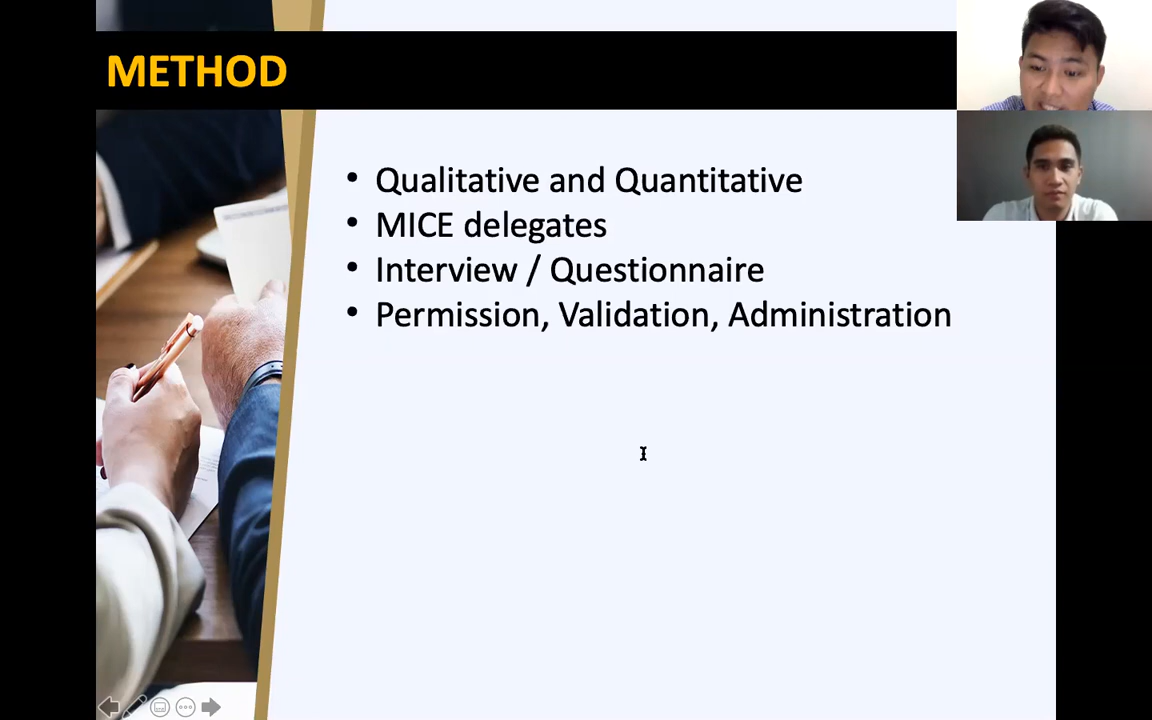 METHOD
• Qualitative and Quantitative
• MICE delegates
• Interview / Questionnaire
• Permission, Validation, Administration